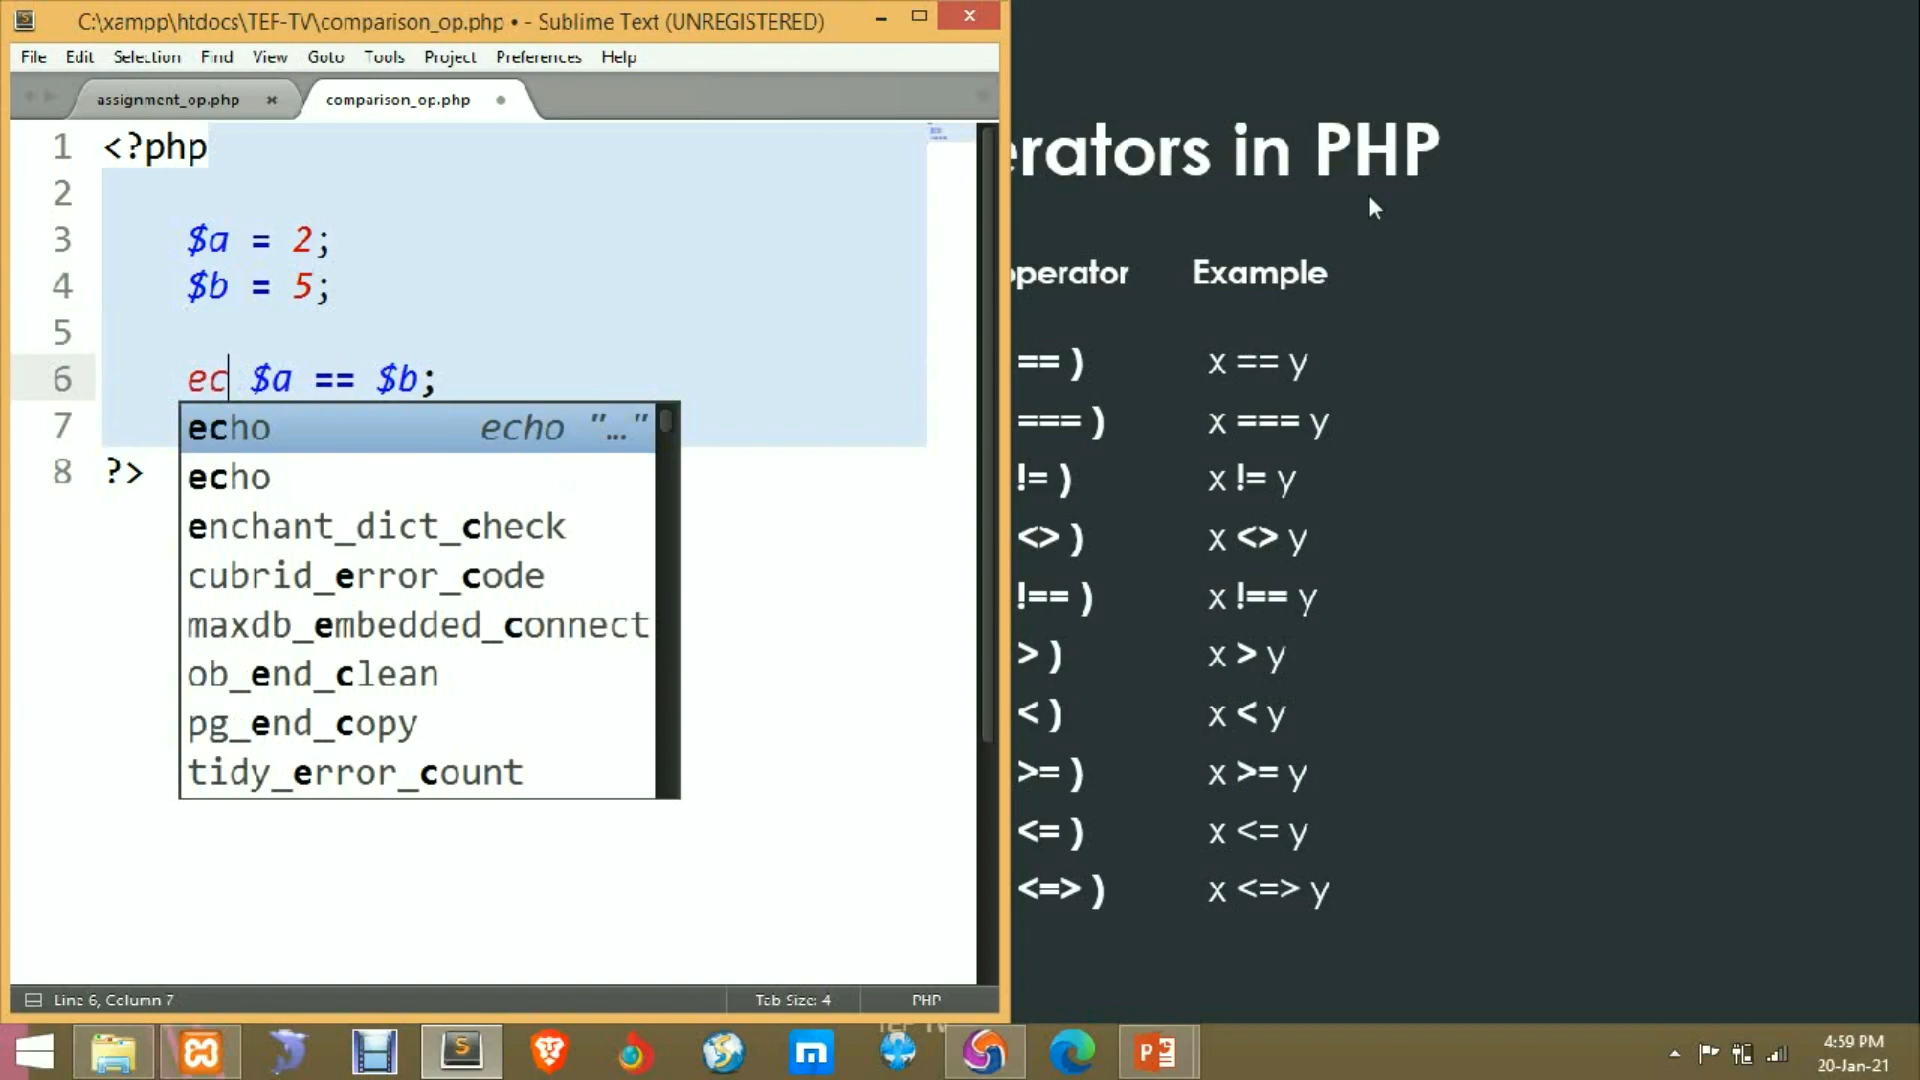 C:\xampp\htdocs\TEF-TV\comparison_op.php • - Sublime Text (UNREGISTERED)
File Edit Selection Find View Goto Tools Project Preferences Help
assignment_op.php
comparison_op.php
1 <?php
2
3 $a = 2;
4 $b = 5;
5
6 ec $a == $b;
7
8 ?>
echo echo "…"
echo
enchant_dict_check
cubrid_error_code
maxdb_embedded_connect
ob_end_clean
pg_end_copy
tidy_error_count
Line 6, Column 7
Tab Size: 4
PHP
erators in PHP
operator Example
== ) x == y
=== ) x === y
!= ) x != y
<> ) x <> y
!== ) x !== y
> ) x > y
< ) x < y
>= ) x >= y
<= ) x <= y
<=> ) x <=> y
4:59 PM
20-Jan-21